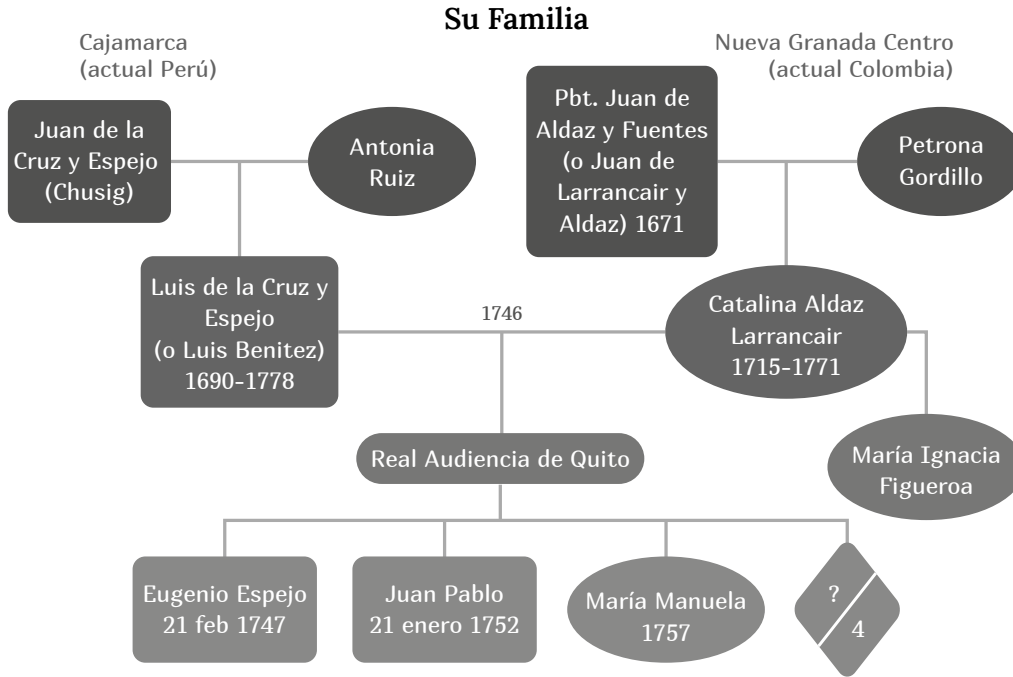 Su Familia
Cajamarca
(actual Perú)
Nueva Granada Centro
(actual Colombia)
Juan de la
Cruz y Espejo
(Chusig)
Antonia
Ruiz
Pbt. Juan de
Aldaz y Fuentes
(o Juan de
Larrancair y
Aldaz) 1671
Petrona
Gordillo
Luis de la Cruz y
Espejo
(o Luis Benitez)
1690-1778
1746
Catalina Aldaz
Larrancair
1715-1771
María Ignacia
Figueroa
Real Audiencia de Quito
Eugenio Espejo
21 feb 1747
Juan Pablo
21 enero 1752
María Manuela
1757
?
4